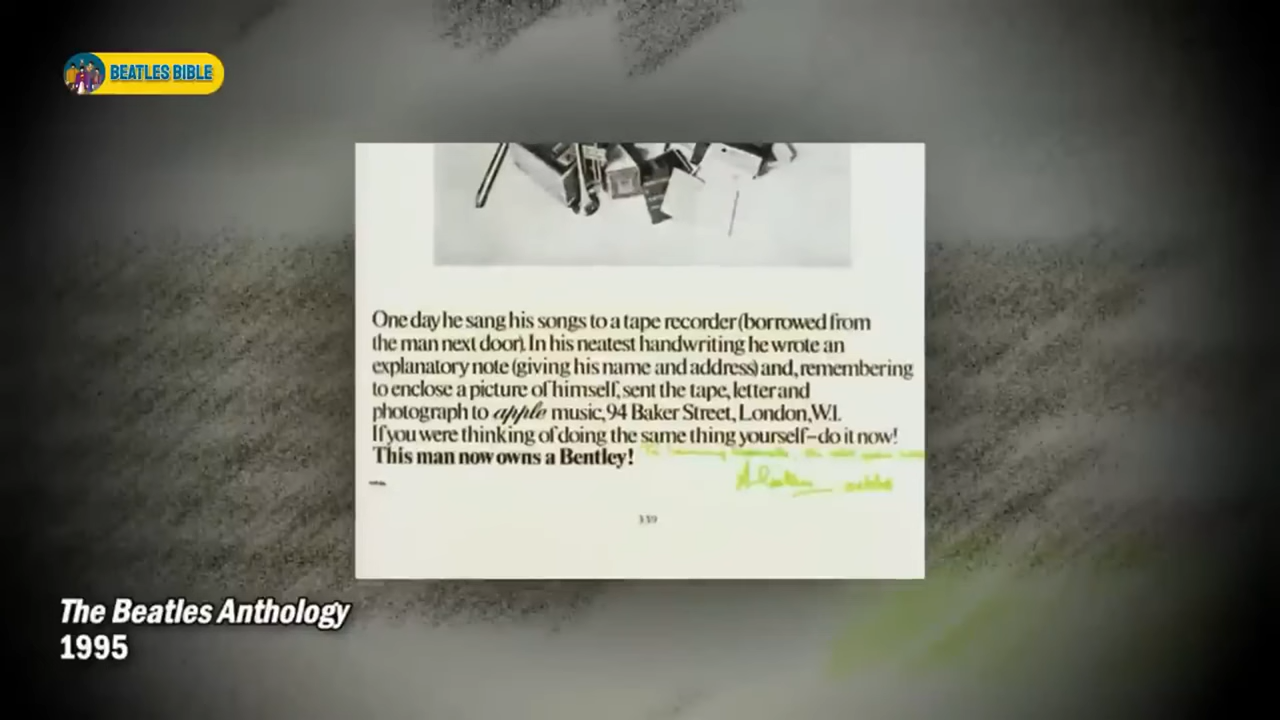 BEATLES BIBLE
One day he sang his songs to a tape recorder (borrowed from
the man next door). In his neatest handwriting he wrote an
explanatory note (giving his name and address) and, remembering
to enclose a picture of himself, sent the tape, letter and
photograph to apple music, 94 Baker Street, London, W.1.
If you were thinking of doing the same thing yourself–do it now!
This man now owns a Bentley!
339
The Beatles Anthology
1995